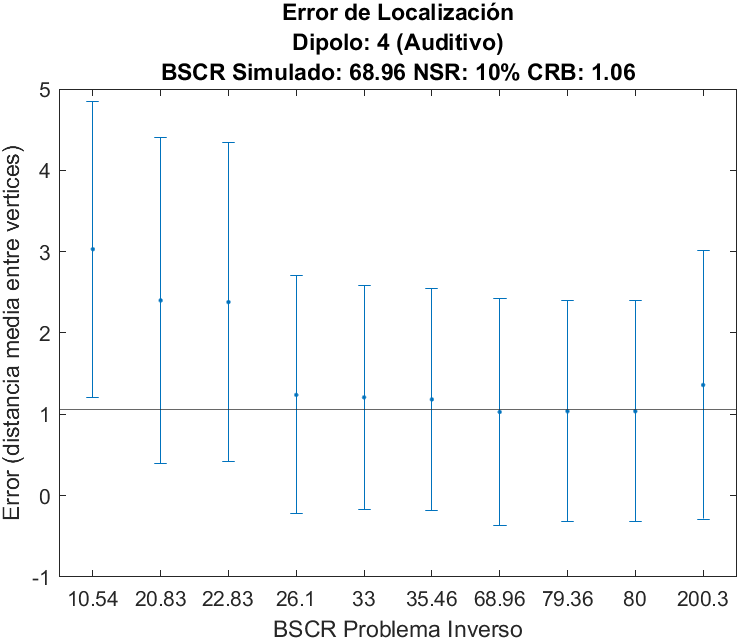 Error de Localización
Dipolo: 4 (Auditivo)
BSCR Simulado: 68.96 NSR: 10% CRB: 1.06
Error (distancia media entre vertices)
5
4
3
2
1
0
-1
10.54 20.83 22.83 26.1 33 35.46 68.96 79.36 80 200.3
BSCR Problema Inverso